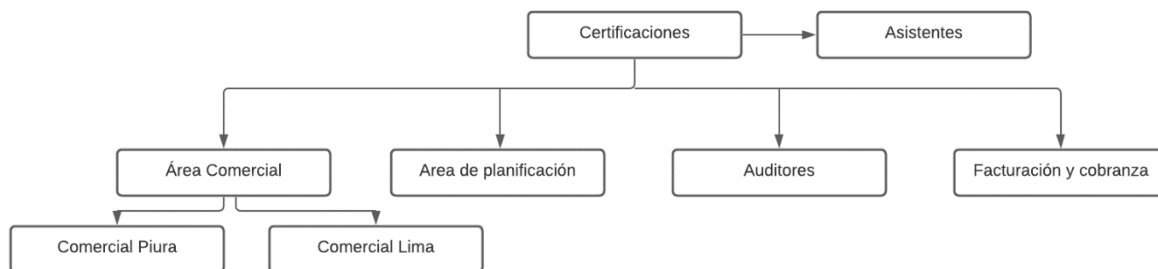 Certificaciones
Asistentes
Área Comercial
Area de planificación
Auditores
Facturación y cobranza
Comercial Piura
Comercial Lima